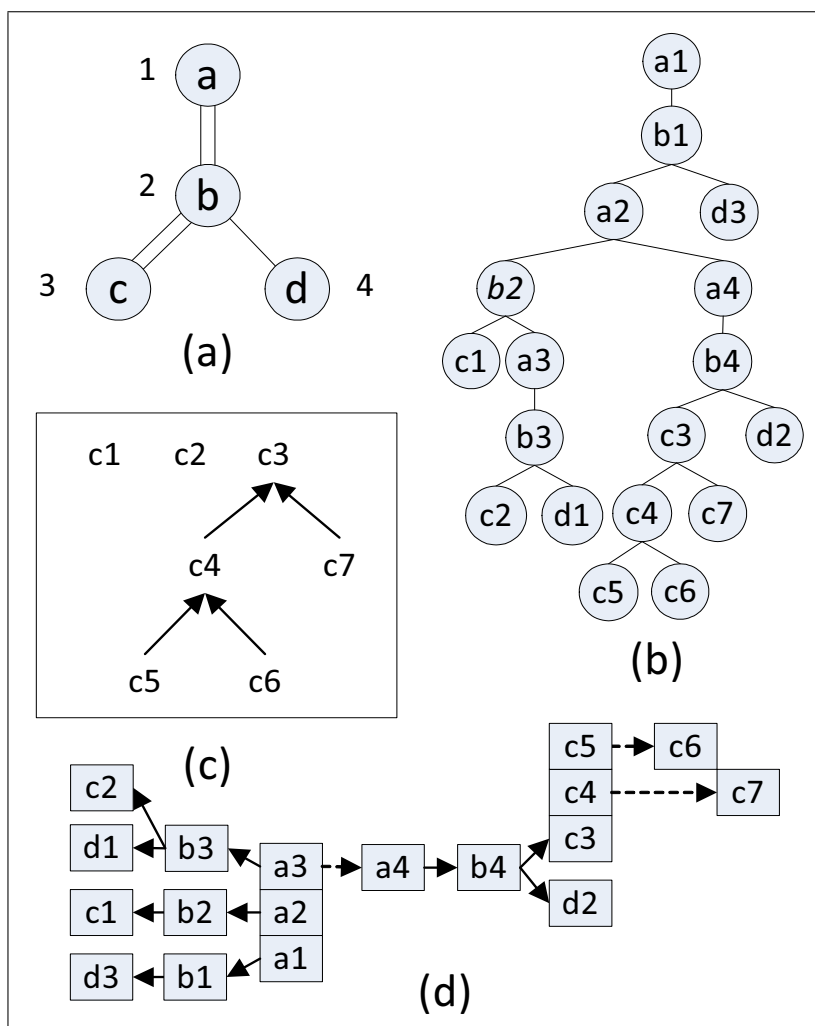 1 a
2 b
3 c d 4
(a)
a1
b1
a2 d3
b2 a4
c1 a3 b4
b3 c3 d2
c2 d1 c4 c7
c5 c6
(b)
c1 c2 c3
c4 c7
c5 c6
(c)
c5 c6
c2 c4 c7
d1 b3 a3 a4 b4 c3
c1 b2 a2 d2
d3 b1 a1
(d)